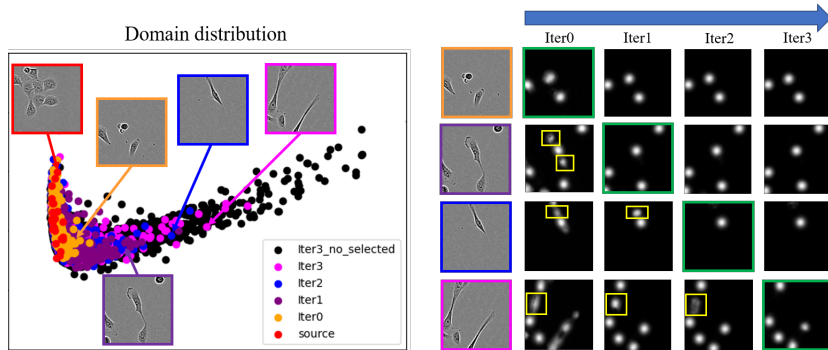 Domain distribution
Iter3_no_selected
Iter3
Iter2
Iter1
Iter0
source
Iter0 Iter1 Iter2 Iter3